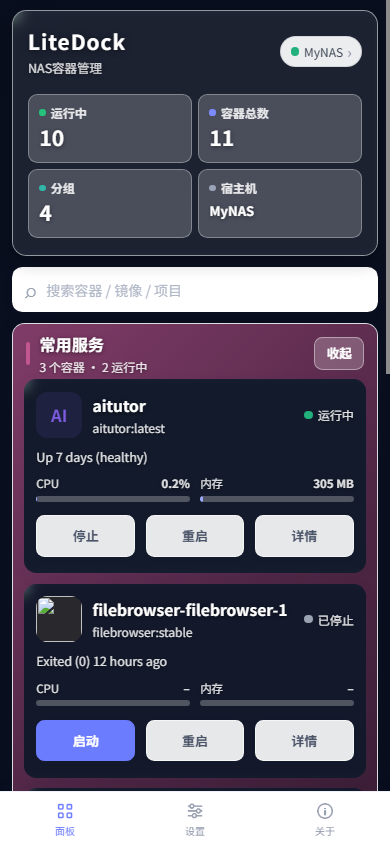 LiteDock
NAS容器管理
MyNAS ›
运行中
10
容器总数
11
分组
4
宿主机
MyNAS
搜索容器 / 镜像 / 项目
常用服务
3 个容器 · 2 运行中
收起
AI
aitutor
aitutor:latest
运行中
Up 7 days (healthy)
CPU 0.2% 内存 305 MB
停止 重启 详情
filebrowser-filebrowser-1
filebrowser:stable
已停止
Exited (0) 12 hours ago
CPU – 内存 –
启动 重启 详情
面板 设置 关于